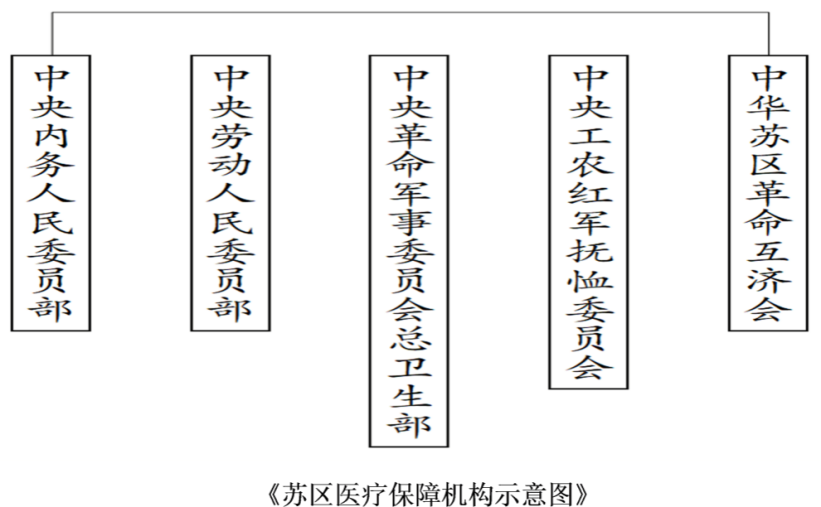 中央内务人民委员部
中央劳动人民委员部
中央革命军事委员会总卫生部
中央工农红军抚恤委员会
中华苏区革命互济会
《苏区医疗保障机构示意图》